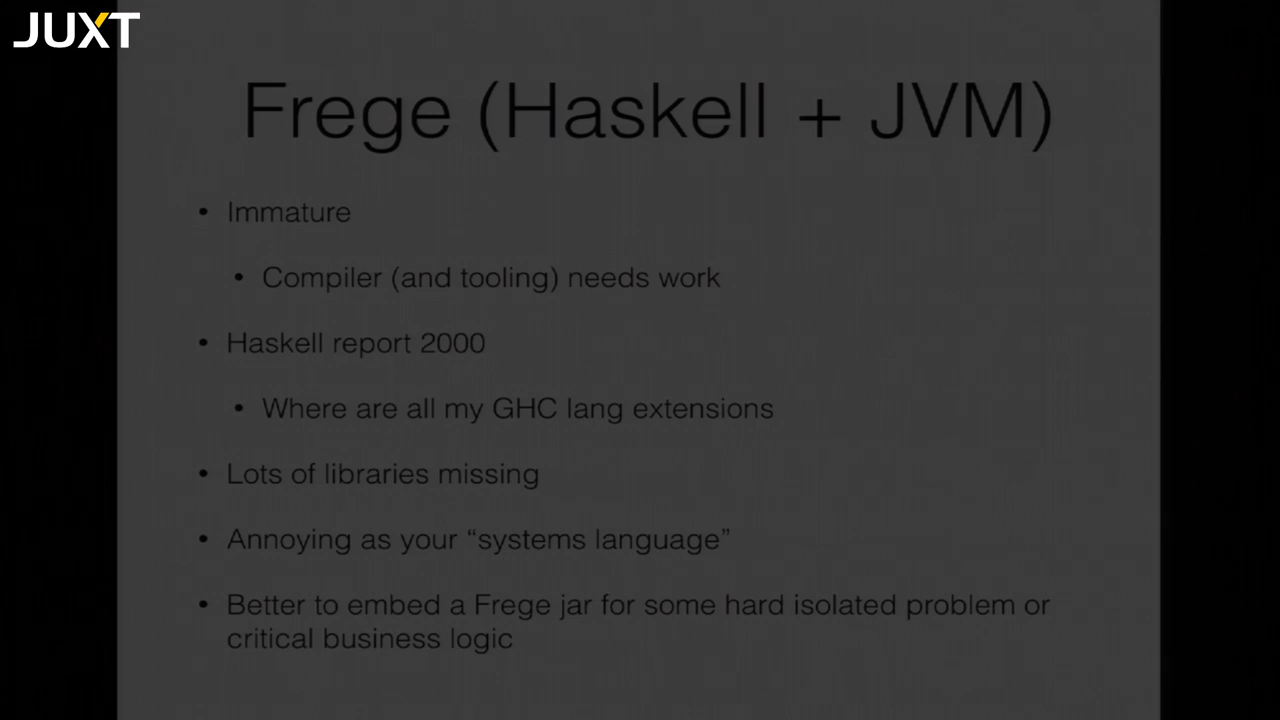 JUXT
Frege (Haskell + JVM)
• Immature
• Compiler (and tooling) needs work
• Haskell report 2000
• Where are all my GHC lang extensions
• Lots of libraries missing
• Annoying as your “systems language”
• Better to embed a Frege jar for some hard isolated problem or
critical business logic